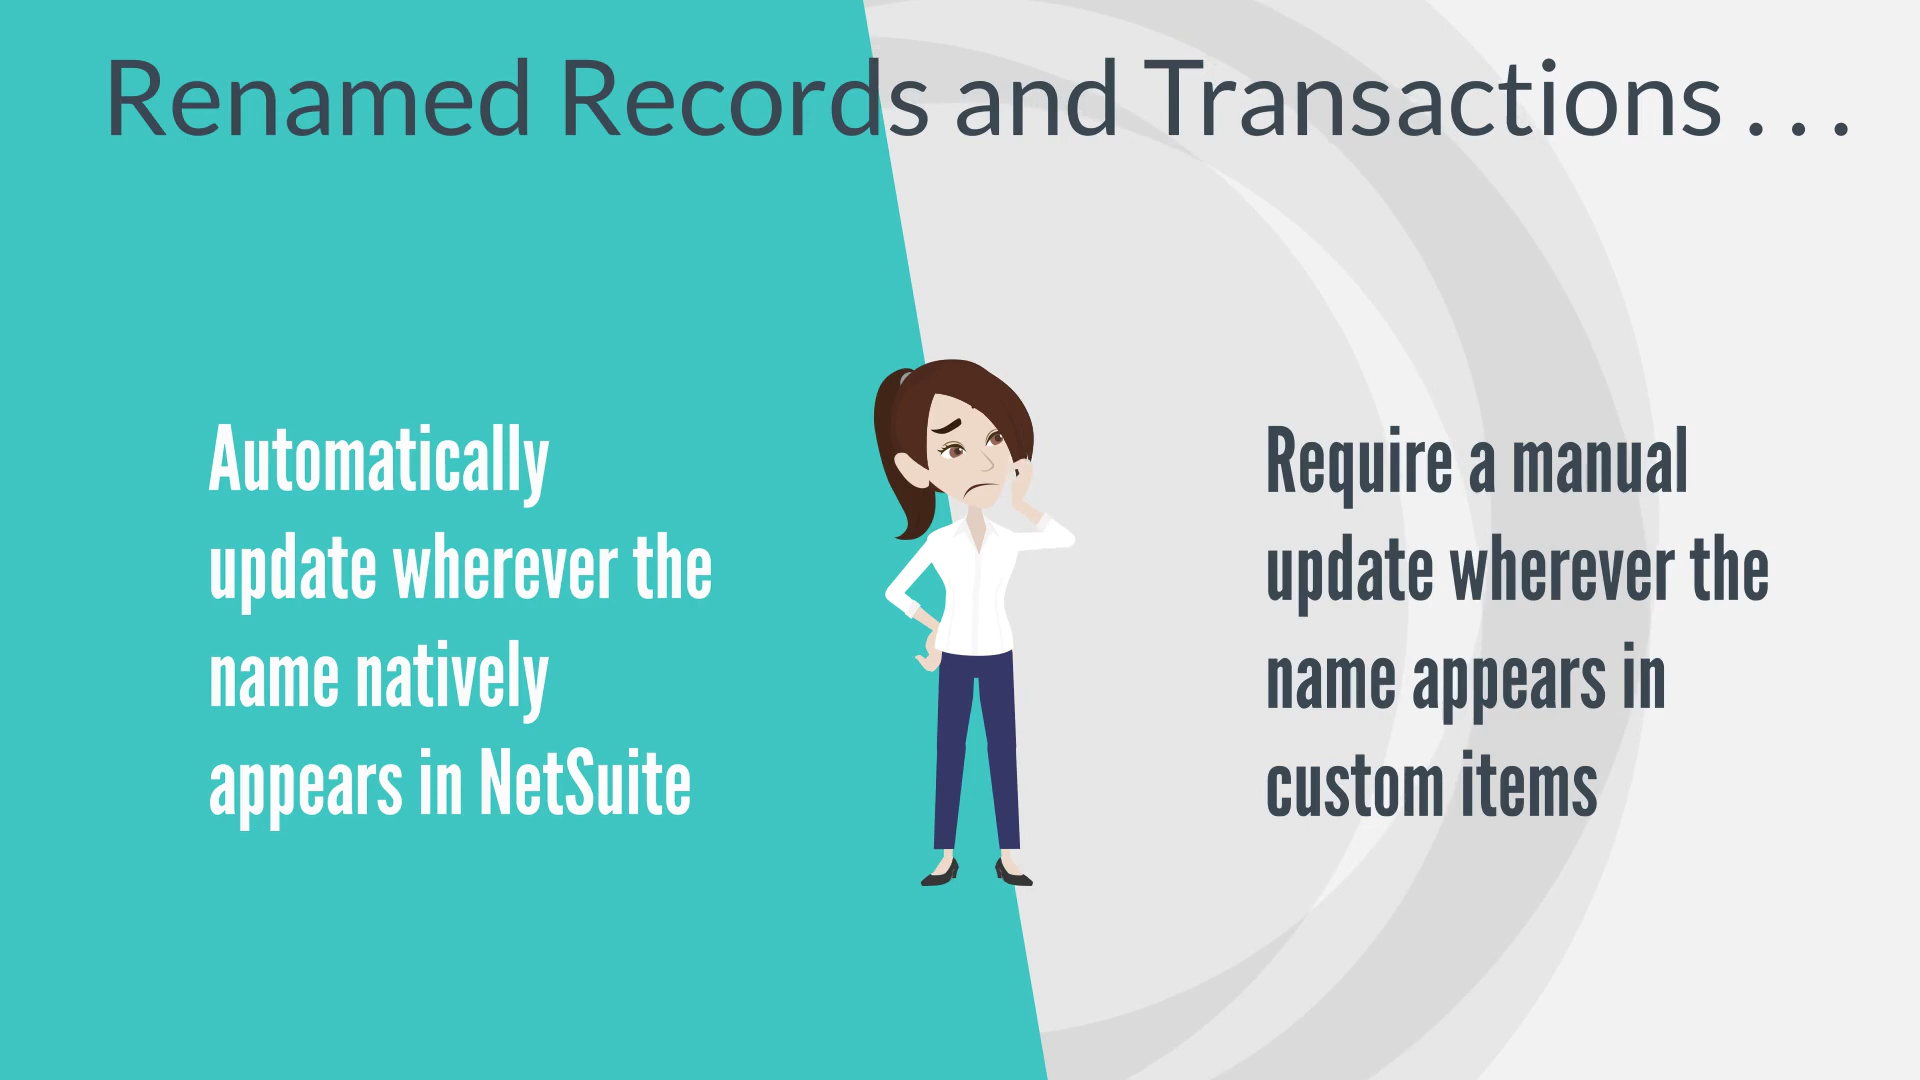 Renamed Records and Transactions . . .
Automatically
update wherever the
name natively
appears in NetSuite
Require a manual
update wherever the
name appears in
custom items